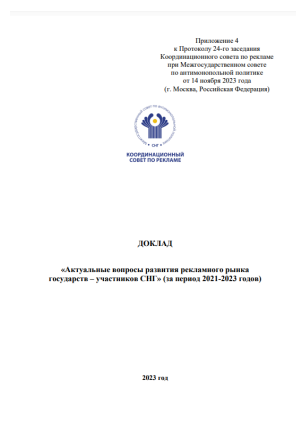 Приложение 4
к Протоколу 24-го заседания
Координационного совета по рекламе
при Межгосударственном совете
по антимонопольной политике
от 14 ноября 2023 года
(г. Москва, Российская Федерация)
СНГ
КООРДИНАЦИОННЫЙ
СОВЕТ ПО РЕКЛАМЕ
ДОКЛАД
«Актуальные вопросы развития рекламного рынка
государств – участников СНГ» (за период 2021-2023 годов)
2023 год